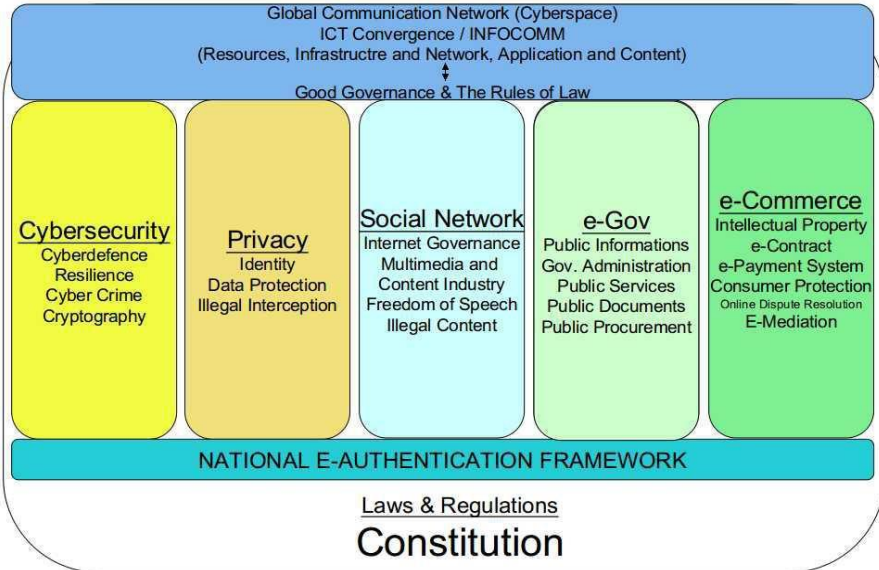 Global Communication Network (Cyberspace)
ICT Convergence / INFOCOMM
(Resources, Infrastructre and Network, Application and Content)
Good Governance & The Rules of Law
Cybersecurity
Cyberdefence
Resilience
Cyber Crime
Cryptography
Privacy
Identity
Data Protection
Illegal Interception
Social Network
Internet Governance
Multimedia and
Content Industry
Freedom of Speech
Illegal Content
e-Gov
Public Informations
Gov. Administration
Public Services
Public Documents
Public Procurement
e-Commerce
Intellectual Property
e-Contract
e-Payment System
Consumer Protection
Online Dispute Resolution
E-Mediation
NATIONAL E-AUTHENTICATION FRAMEWORK
Laws & Regulations
Constitution